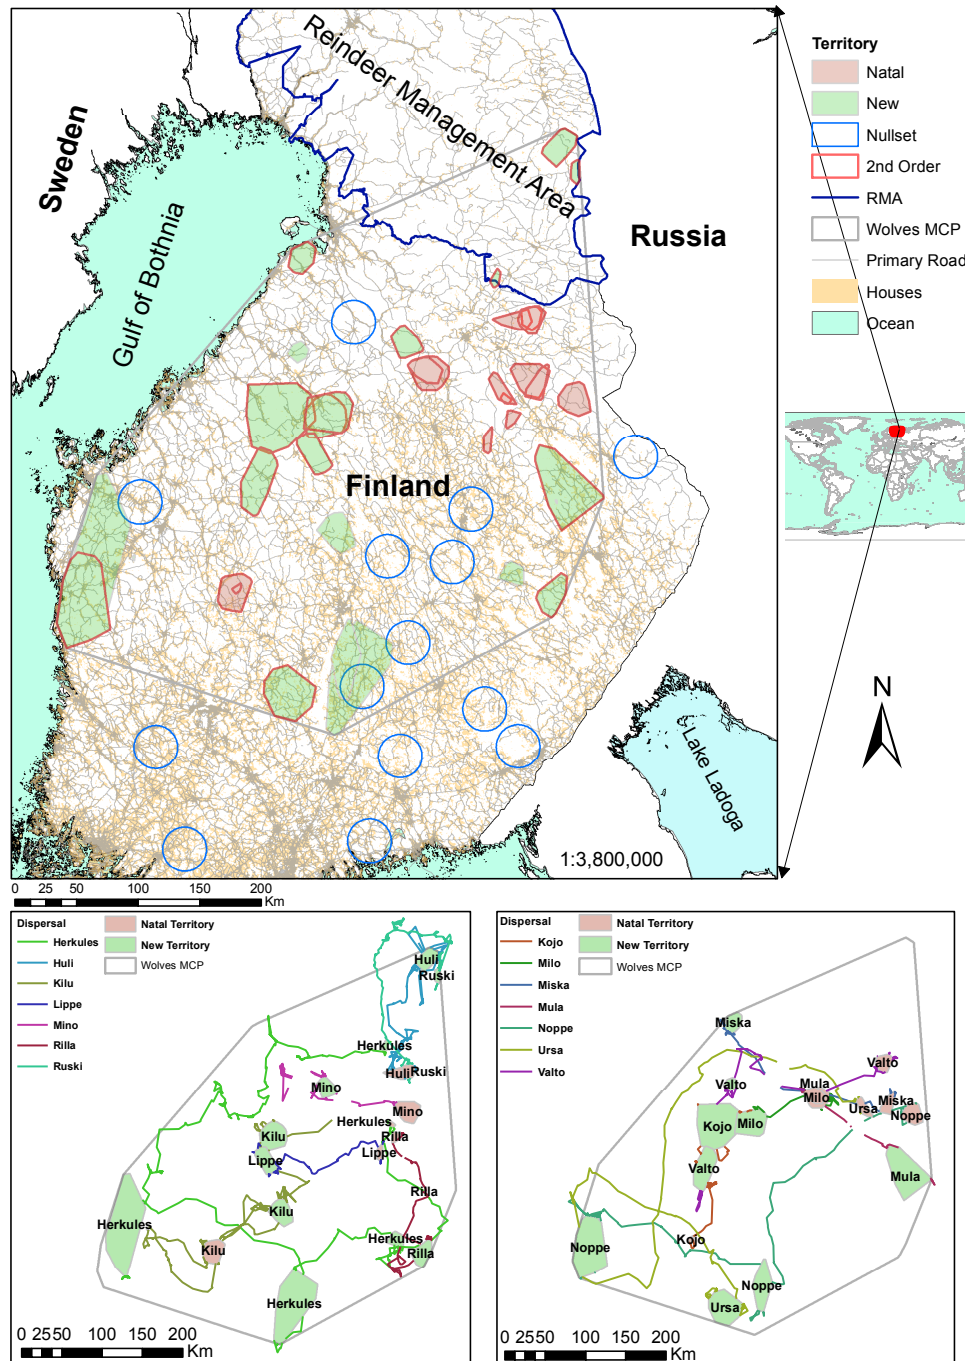 Reindeer Management Area
Sweden
Gulf of Bothnia
Russia
Finland
Lake Ladoga
1:3,800,000
0 25 50 100 150 200
Km
Territory
Natal
New
Nullset
2nd Order
RMA
Wolves MCP
Primary Road
Houses
Ocean
N
Dispersal
Herkules
Huli
Kilu
Lippe
Mino
Rilla
Ruski
Natal Territory
New Territory
Wolves MCP
Huli
Ruski
Herkules
Huli Ruski
Mino
Mino
Herkules
Kilu
Rilla
Lippe
Lippe
Rilla
Kilu
Herkules
Herkules
Kilu
Rilla
Herkules
0 25 50 100 150 200
Km
Dispersal
Kojo
Milo
Miska
Mula
Noppe
Ursa
Valto
Natal Territory
New Territory
Wolves MCP
Miska
Valto
Valto
Mula
Milo
Ursa
Miska
Noppe
Kojo
Milo
Valto
Mula
Kojo
Noppe
Noppe
Ursa
0 25 50 100 150 200
Km